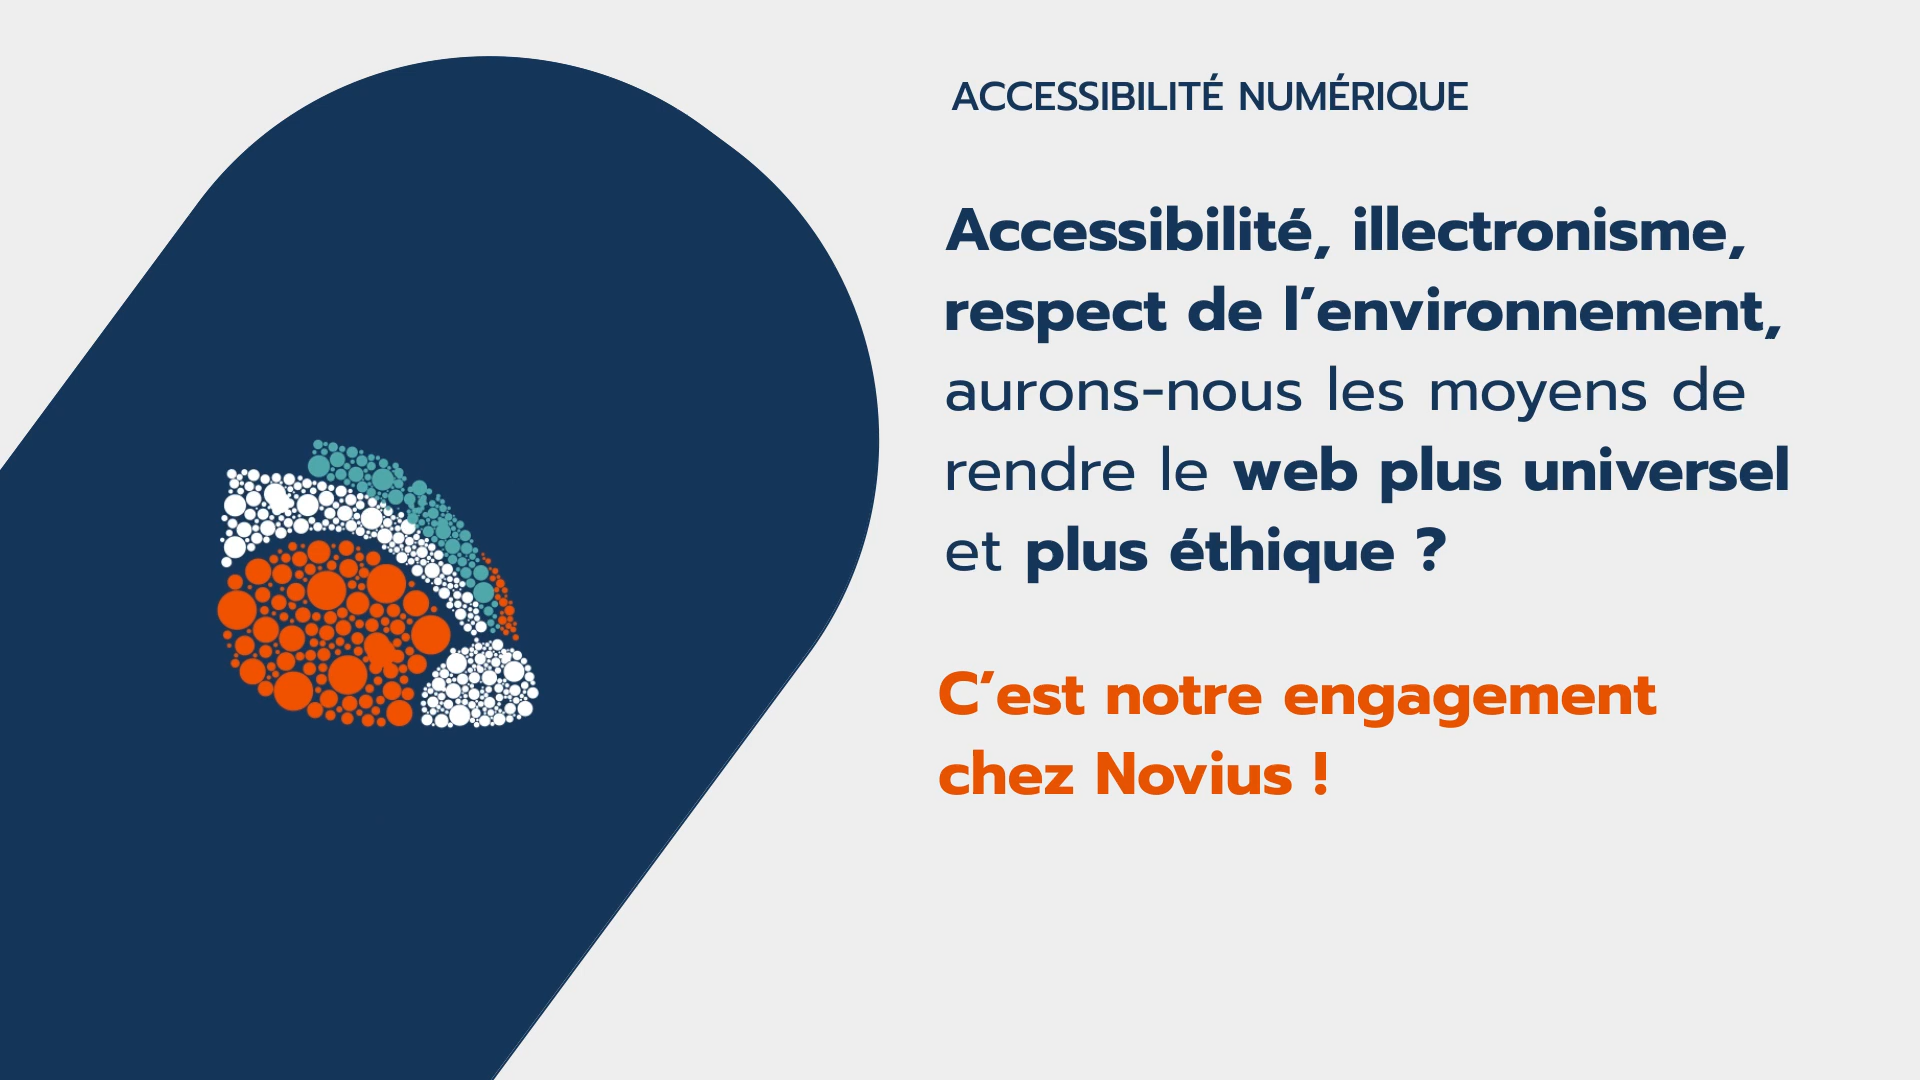 ACCESSIBILITÉ NUMÉRIQUE
Accessibilité, illectronisme,
respect de l’environnement,
aurons-nous les moyens de
rendre le web plus universel
et plus éthique ?
C’est notre engagement
chez Novius !